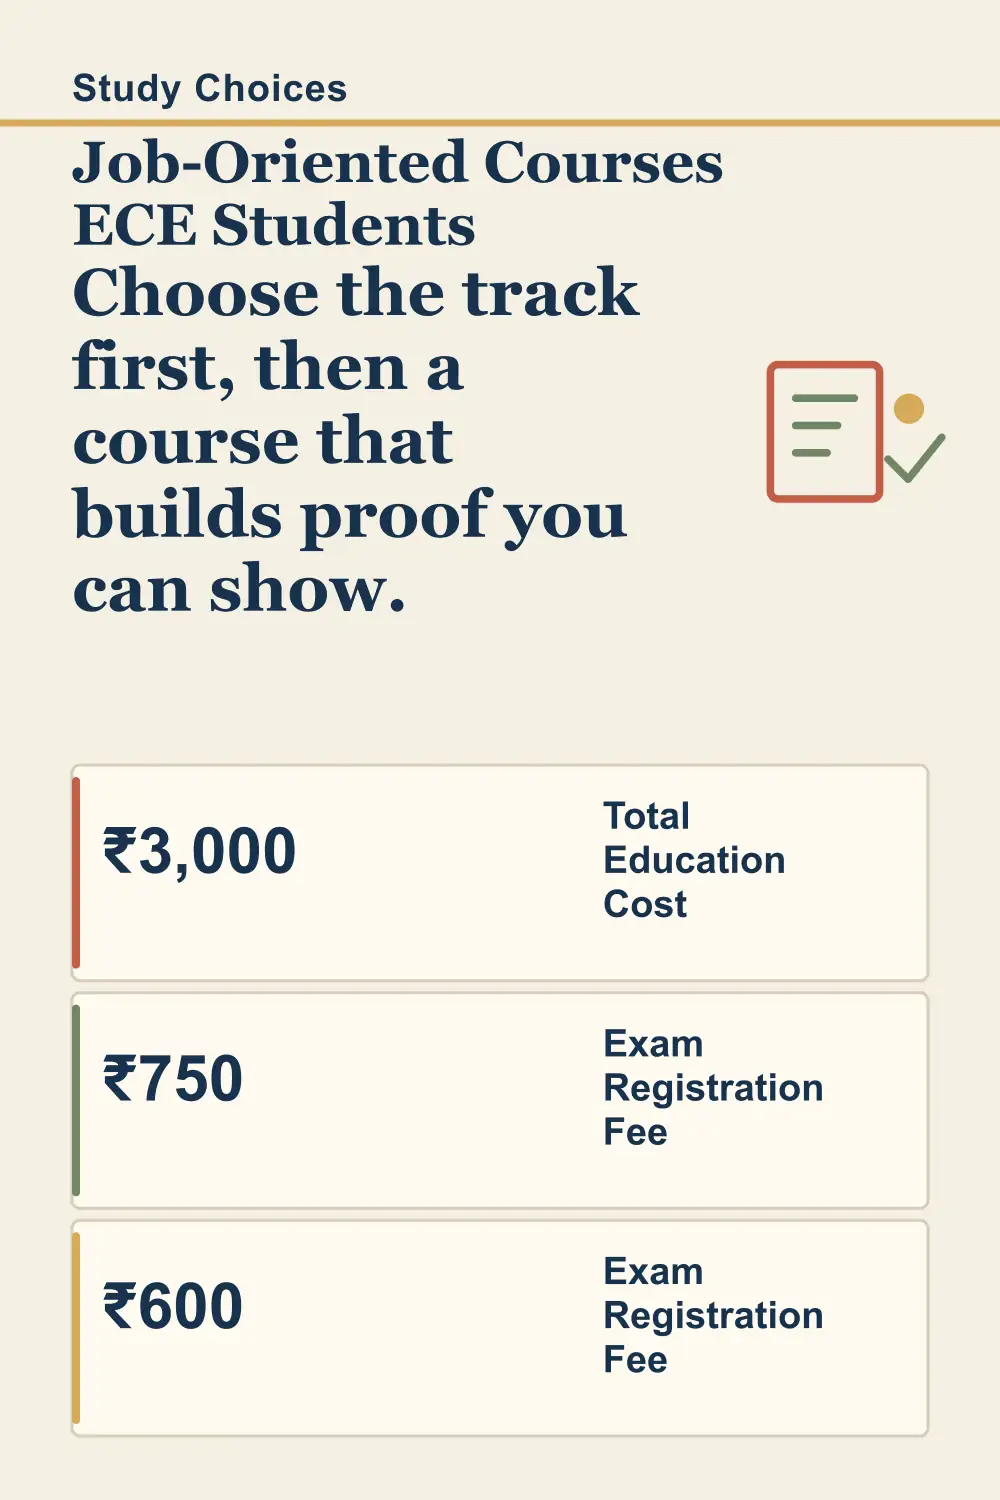 Study Choices
Job-Oriented Courses
ECE Students
Choose the track
first, then a
course that
builds proof you
can show.
₹3,000
Total
Education
Cost
₹750
Exam
Registration
Fee
₹600
Exam
Registration
Fee